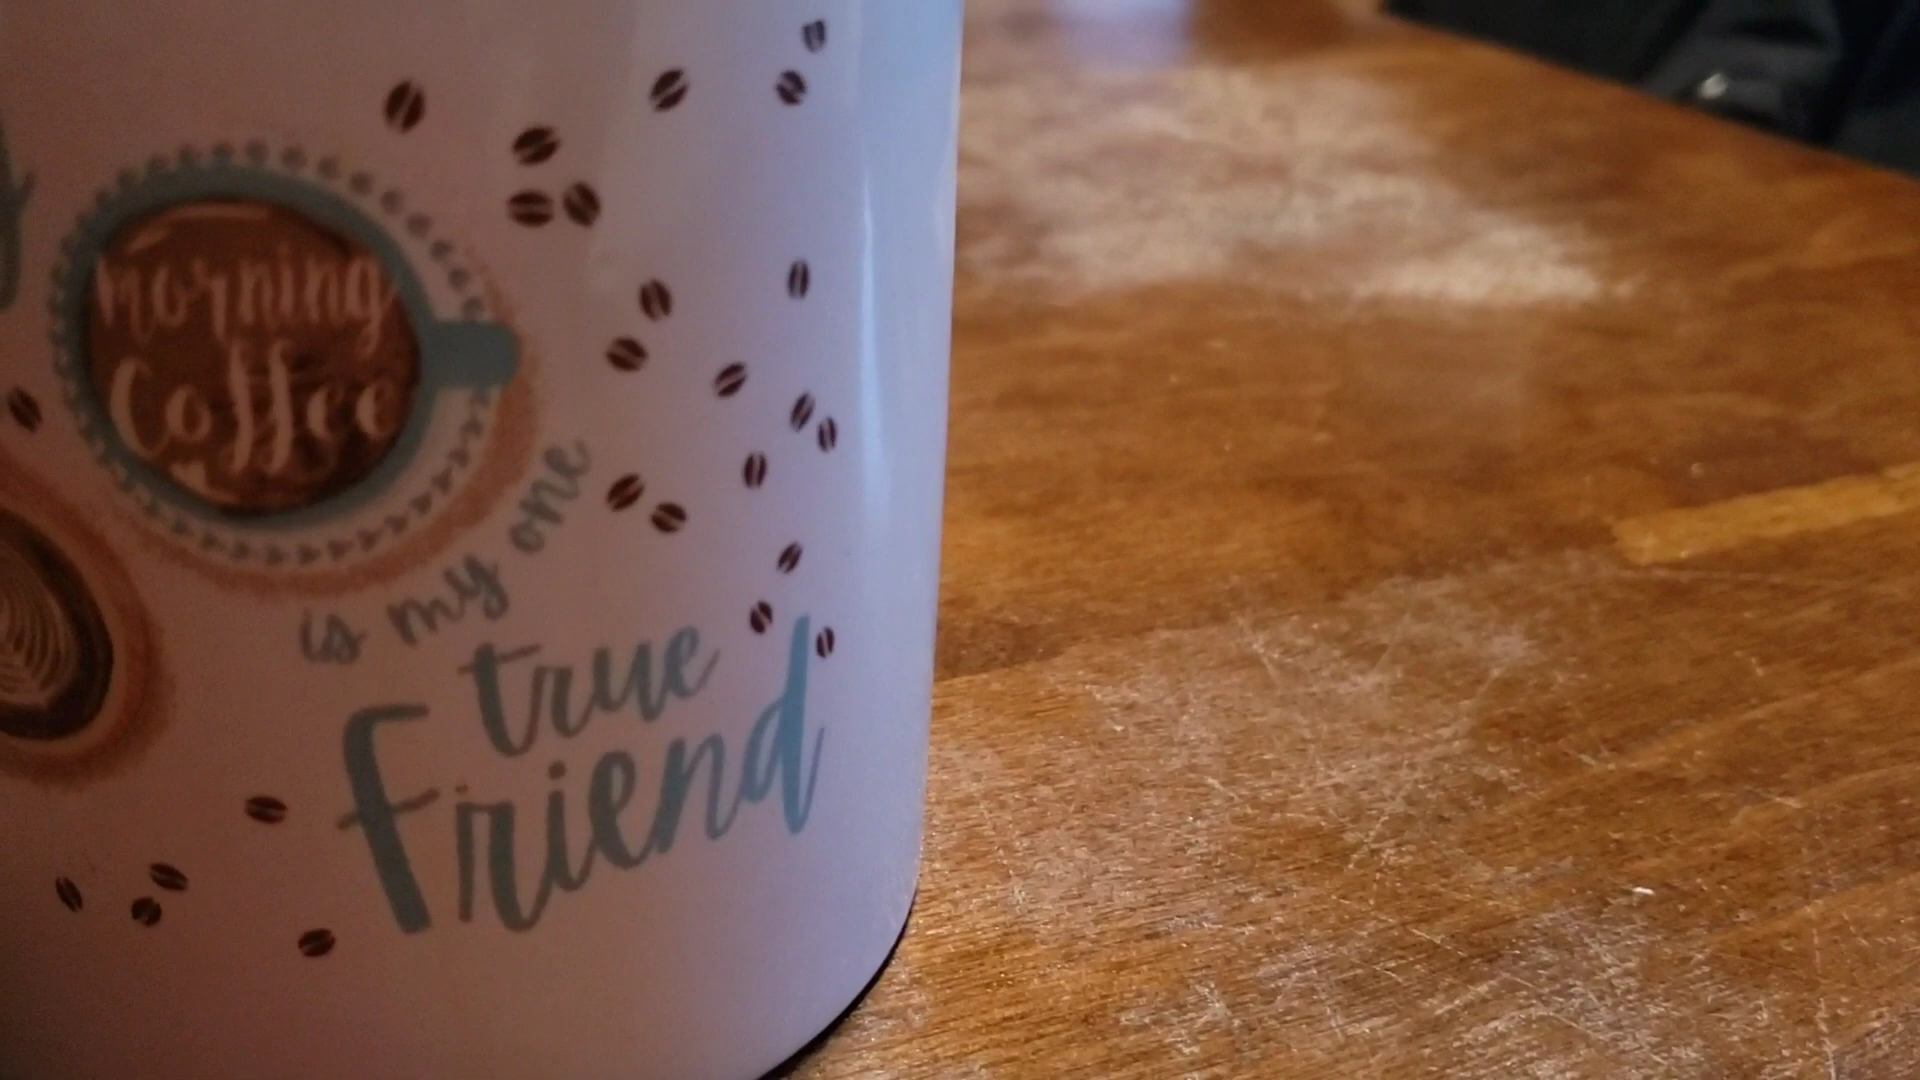 morning
Coffee
is my one
true
Friend